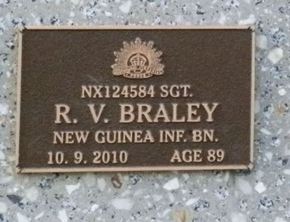 NX124584 SGT.
R. V. BRALEY
NEW GUINEA INF. BN.
10. 9. 2010 AGE 89